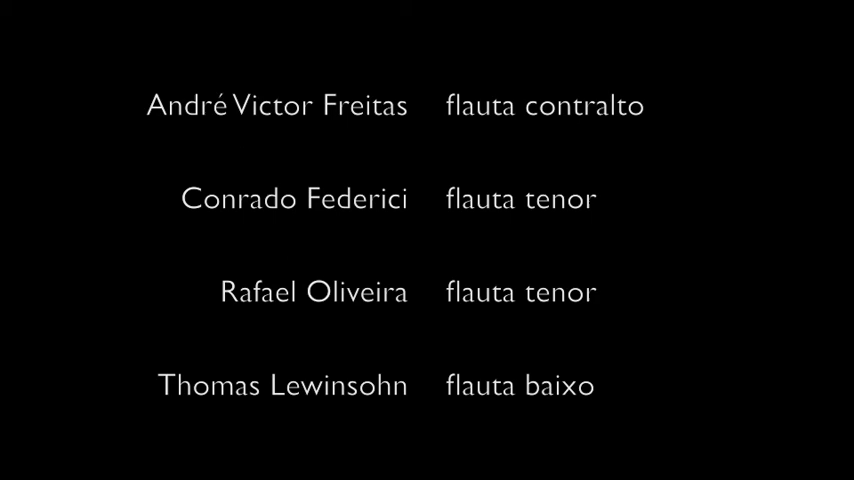 André Victor Freitas flauta contralto
Conrado Federici flauta tenor
Rafael Oliveira flauta tenor
Thomas Lewinsohn flauta baixo